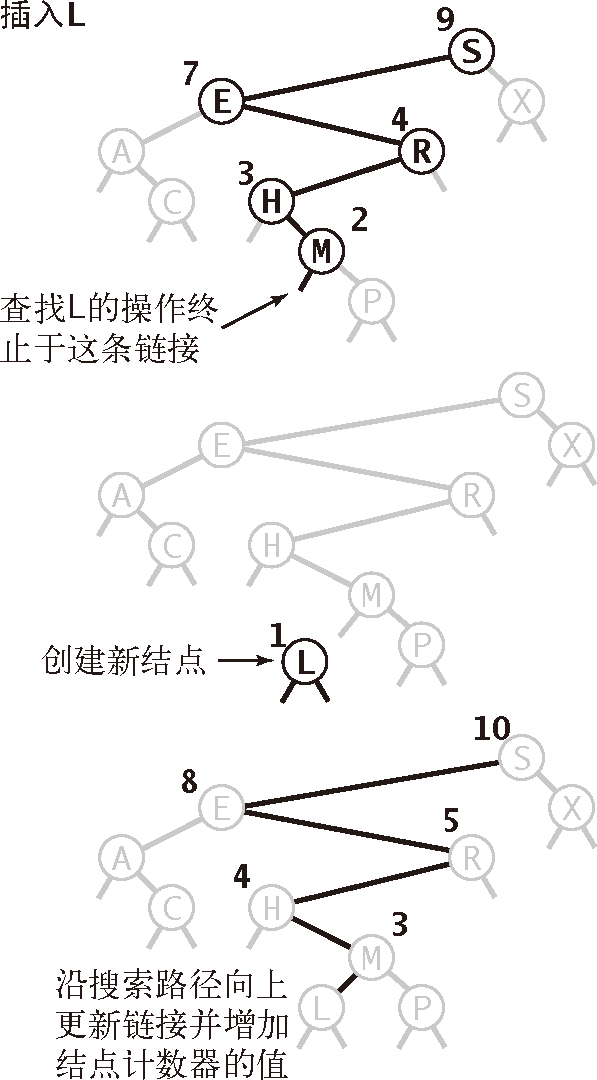 插入L
9
S
7
E
X
4
A
R
3
C
H
2
M
P
查找L的操作终
止于这条链接
S
E
X
A
R
C
H
M
P
1
创建新结点
L
10
S
8
E
X
5
A
R
4
C
H
3
M
L
P
沿搜索路径向上
更新链接并增加
结点计数器的值